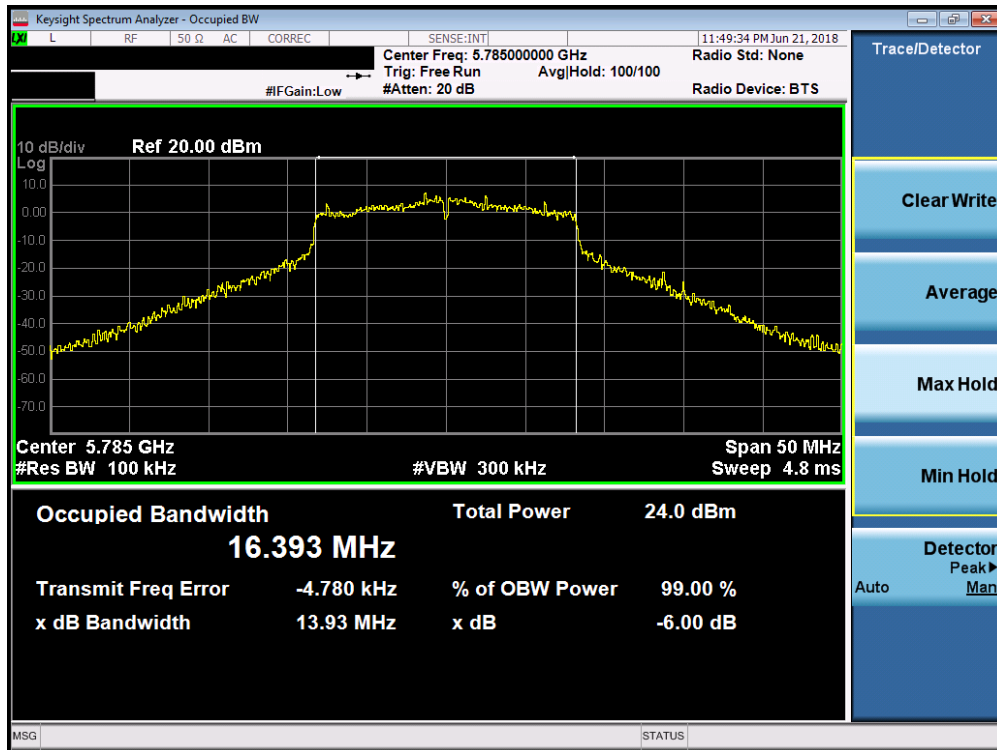 Keysight Spectrum Analyzer - Occupied BW
LXI L RF 50 Ω AC CORREC SENSE:INT 11:49:34 PM Jun 21, 2018
Center Freq: 5.785000000 GHz Radio Std: None
Trig: Free Run Avg|Hold: 100/100
#IFGain:Low #Atten: 20 dB Radio Device: BTS
Trace/Detector
10 dB/div Ref 20.00 dBm
Log
10.0
0.00
-10.0
-20.0
-30.0
-40.0
-50.0
-60.0
-70.0
Center 5.785 GHz Span 50 MHz
#Res BW 100 kHz #VBW 300 kHz Sweep 4.8 ms
Occupied Bandwidth Total Power 24.0 dBm
16.393 MHz
Transmit Freq Error -4.780 kHz % of OBW Power 99.00 %
x dB Bandwidth 13.93 MHz x dB -6.00 dB
Clear Write
Average
Max Hold
Min Hold
Detector
Peak▶
Auto Man
MSG STATUS